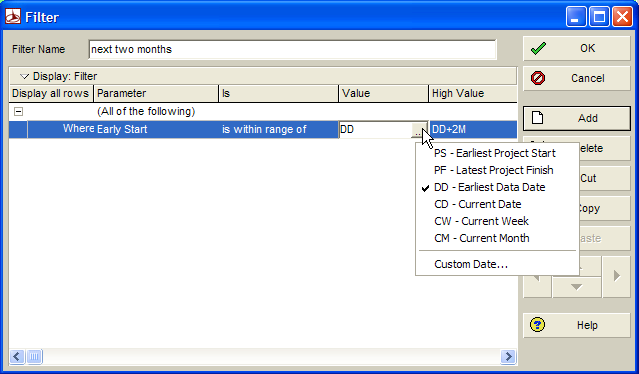 Filter
Filter Name next two months
OK
Cancel
Display: Filter
Display all rows Parameter Is Value High Value
(All of the following)
Add
Where Early Start is within range of DD ... DD+2M
PS - Earliest Project Start
PF - Latest Project Finish
DD - Earliest Data Date
CD - Current Date
CW - Current Week
CM - Current Month
Custom Date...
elete
Cut
Copy
aste
Help